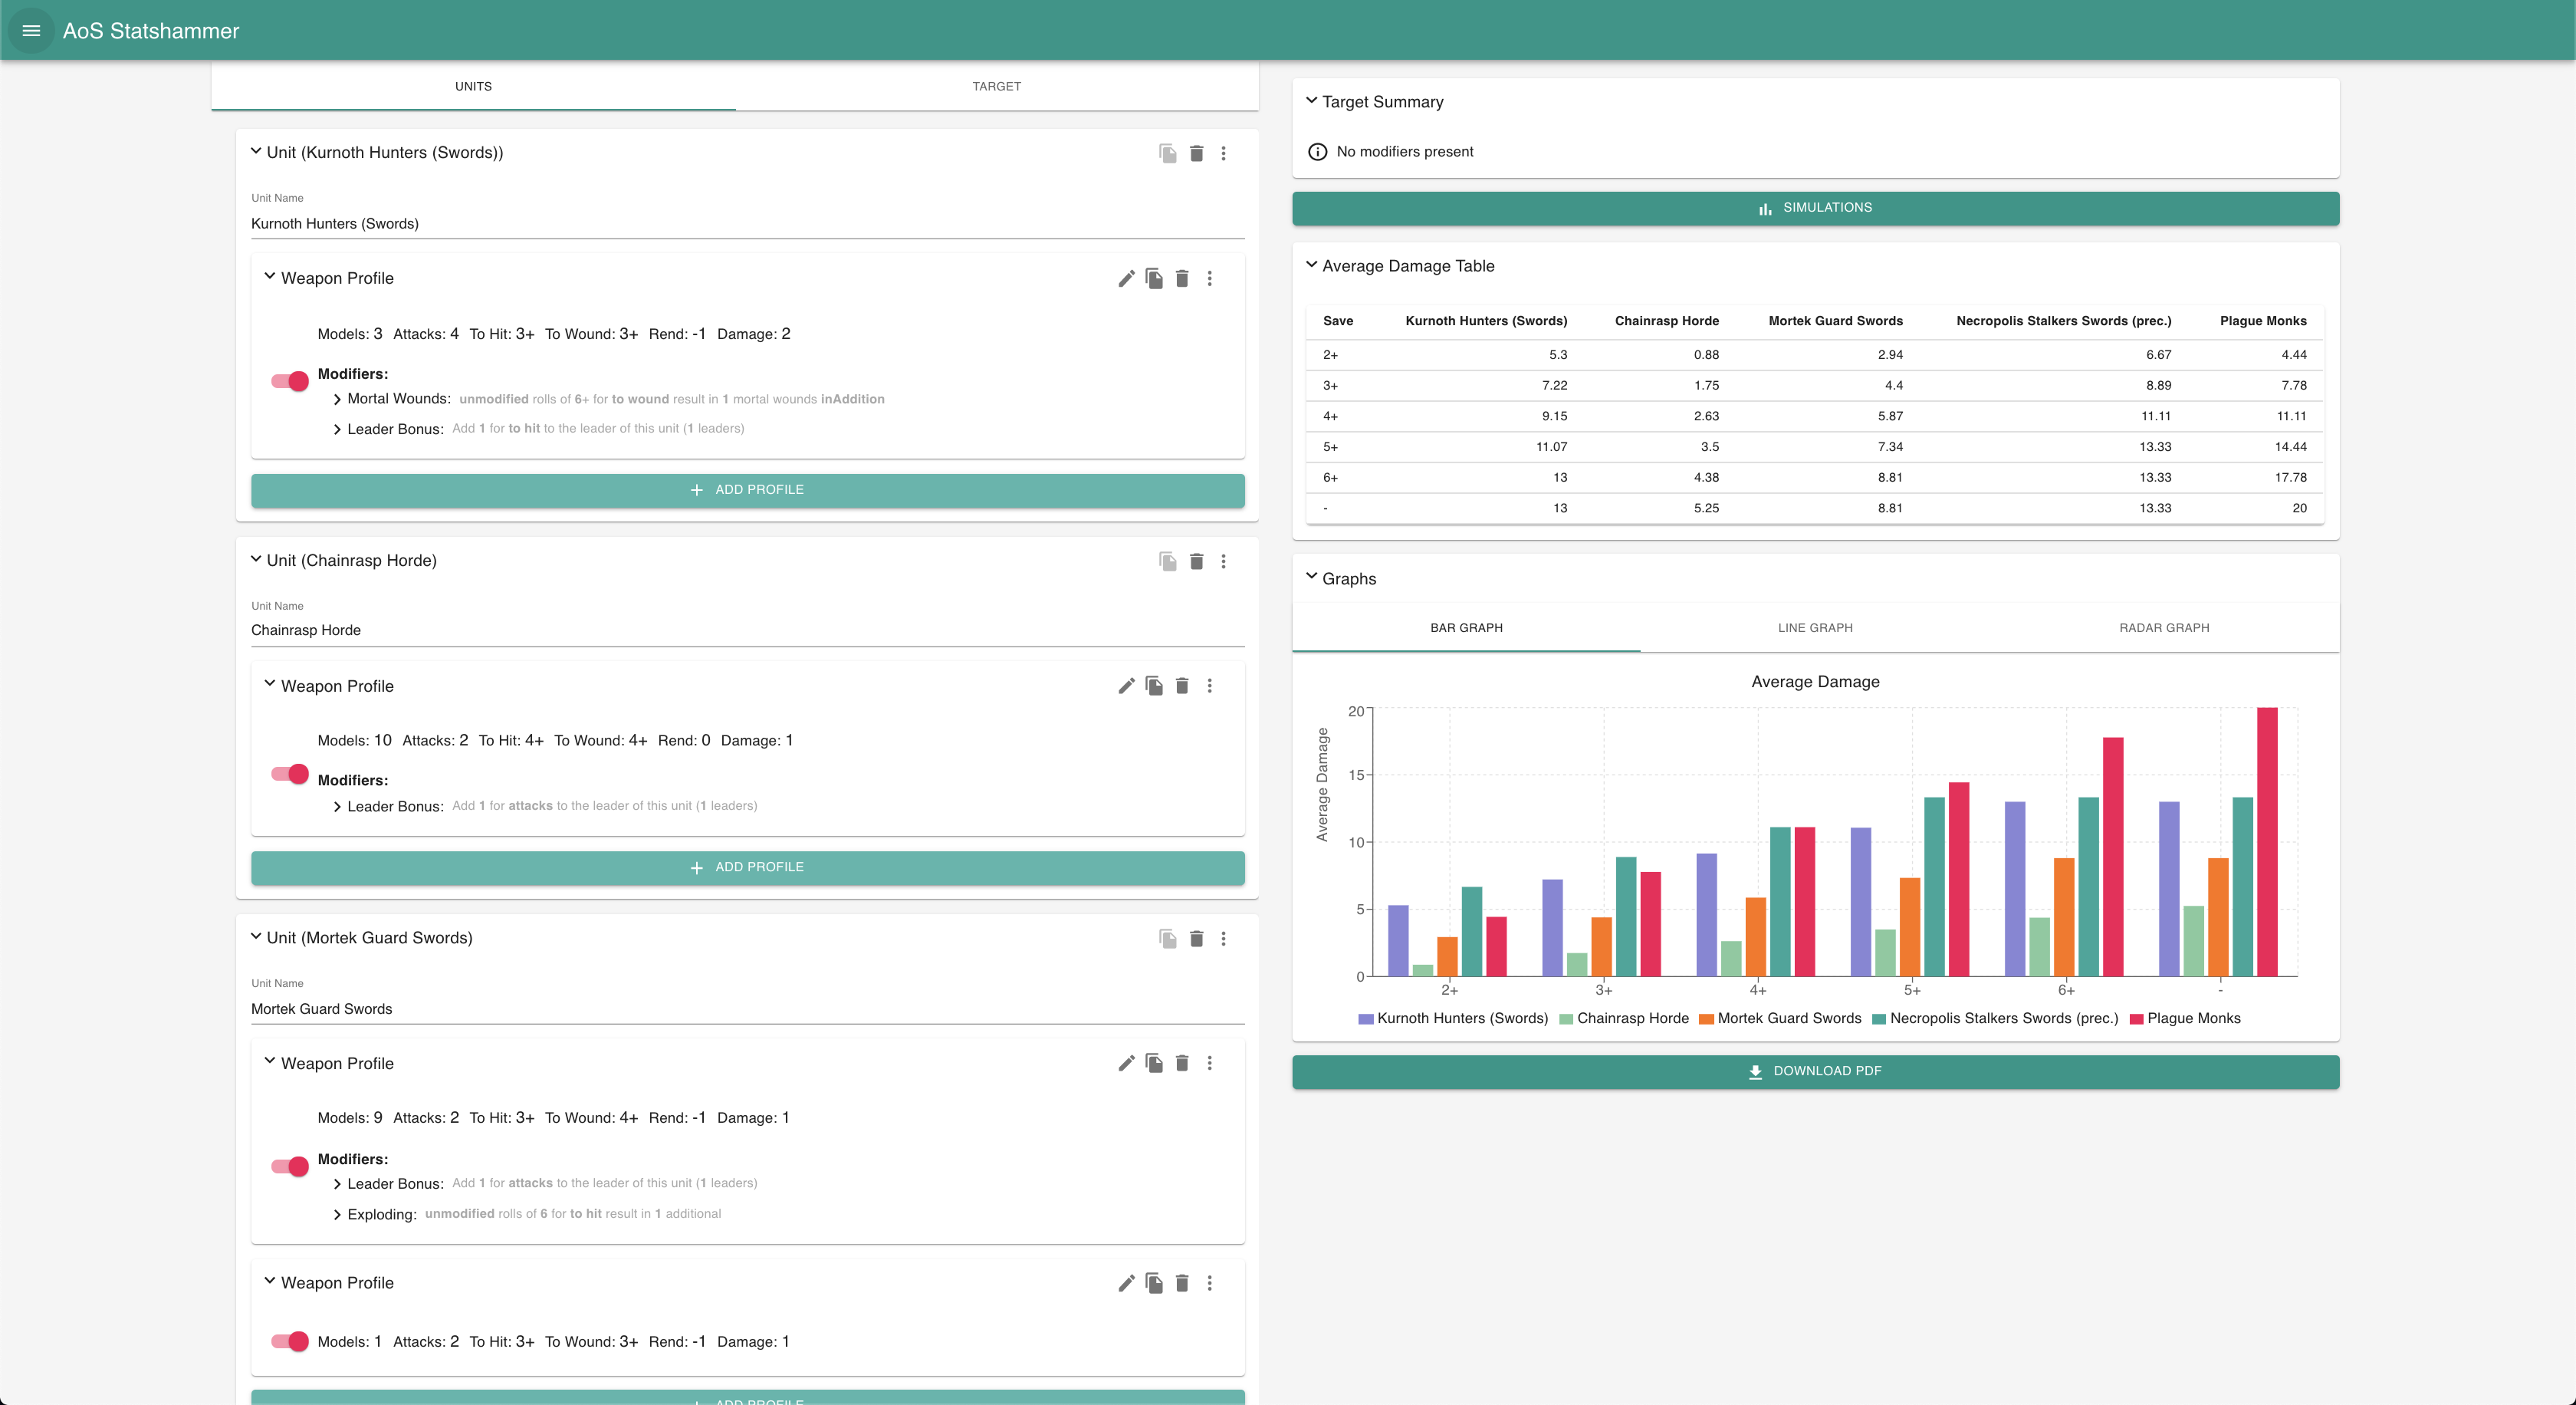 AoS Statshammer
UNITS
TARGET
Unit (Kurnoth Hunters (Swords))
Unit Name
Kurnoth Hunters (Swords)
Weapon Profile
Models: 3 Attacks: 4 To Hit: 3+ To Wound: 3+ Rend: -1 Damage: 2
Modifiers:
Mortal Wounds: unmodified rolls of 6+ for to wound result in 1 mortal wounds inAddition
Leader Bonus: Add 1 for to hit to the leader of this unit (1 leaders)
ADD PROFILE
Unit (Chainrasp Horde)
Unit Name
Chainrasp Horde
Weapon Profile
Models: 10 Attacks: 2 To Hit: 4+ To Wound: 4+ Rend: 0 Damage: 1
Modifiers:
Leader Bonus: Add 1 for attacks to the leader of this unit (1 leaders)
ADD PROFILE
Unit (Mortek Guard Swords)
Unit Name
Mortek Guard Swords
Weapon Profile
Models: 9 Attacks: 2 To Hit: 3+ To Wound: 4+ Rend: -1 Damage: 1
Modifiers:
Leader Bonus: Add 1 for attacks to the leader of this unit (1 leaders)
Exploding: unmodified rolls of 6 for to hit result in 1 additional
Weapon Profile
Models: 1 Attacks: 2 To Hit: 3+ To Wound: 3+ Rend: -1 Damage: 1
ADD PROFILE
Target Summary
No modifiers present
SIMULATIONS
Average Damage Table
Save Kurnoth Hunters (Swords) Chainrasp Horde Mortek Guard Swords Necropolis Stalkers Swords (prec.) Plague Monks
2+ 5.3 0.88 2.94 6.67 4.44
3+ 7.22 1.75 4.4 8.89 7.78
4+ 9.15 2.63 5.87 11.11 11.11
5+ 11.07 3.5 7.34 13.33 14.44
6+ 13 4.38 8.81 13.33 17.78
- 13 5.25 8.81 13.33 20
Graphs
BAR GRAPH
LINE GRAPH
RADAR GRAPH
Average Damage
Average Damage
20
15
10
5
0
2+ 3+ 4+ 5+ 6+ -
Kurnoth Hunters (Swords) Chainrasp Horde Mortek Guard Swords Necropolis Stalkers Swords (prec.) Plague Monks
DOWNLOAD PDF